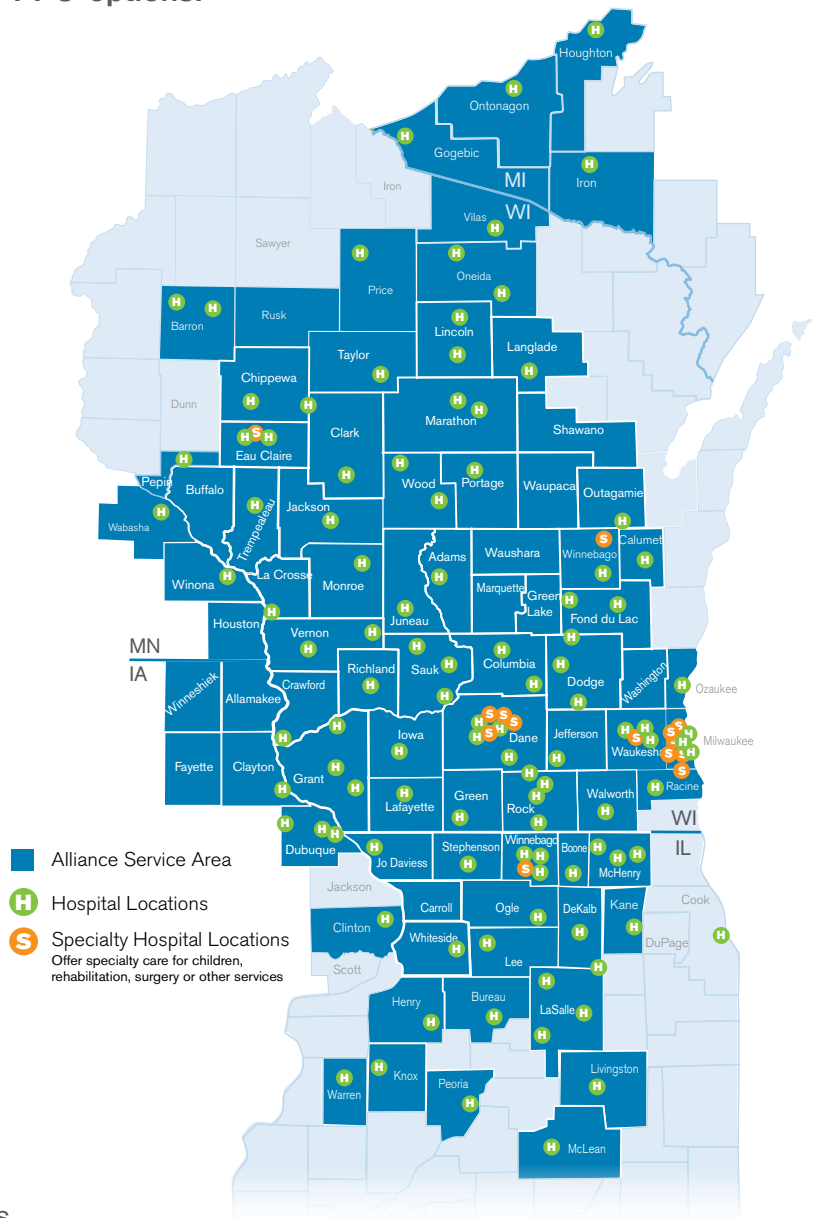 Houghton
Ontonagon
Gogebic
Iron
MI
Iron
WI
Vilas
Sawyer
Oneida
Price
Rusk
Barron
Lincoln
Langlade
Taylor
Chippewa
Dunn
Marathon
Clark
Shawano
Eau Claire
Pepin
Buffalo
Wood
Portage
Waupaca
Outagamie
Trempealeau
Jackson
Wabasha
Adams
Waushara
Winnebago
Calumet
Winona
La Crosse
Monroe
Marquette
Green
Lake
Juneau
Fond du Lac
Houston
Vernon
MN
IA
Richland
Sauk
Columbia
Dodge
Washington
Ozaukee
Winneshiek
Allamakee
Crawford
Iowa
Dane
Jefferson
Waukesha
Milwaukee
Fayette
Clayton
Grant
Lafayette
Green
Rock
Walworth
Racine
WI
IL
Dubuque
Jo Daviess
Stephenson
Winnebago
Boone
McHenry
Alliance Service Area
Jackson
Carroll
Ogle
DeKalb
Kane
Cook
H Hospital Locations
Clinton
Whiteside
Lee
DuPage
S Specialty Hospital Locations
Offer specialty care for children,
rehabilitation, surgery or other services
Scott
Henry
Bureau
LaSalle
Livingston
Warren
Knox
Peoria
McLean